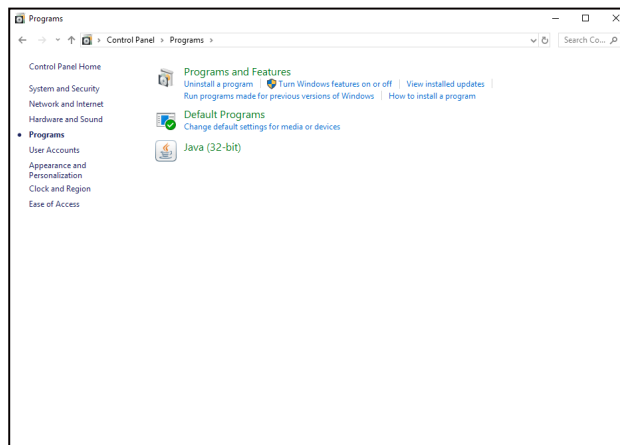 Programs
Control Panel > Programs >
Search Co...
Control Panel Home
System and Security
Network and Internet
Hardware and Sound
Programs
User Accounts
Appearance and
Personalization
Clock and Region
Ease of Access
Programs and Features
Uninstall a program | Turn Windows features on or off | View installed updates
Run programs made for previous versions of Windows | How to install a program
Default Programs
Change default settings for media or devices
Java (32-bit)